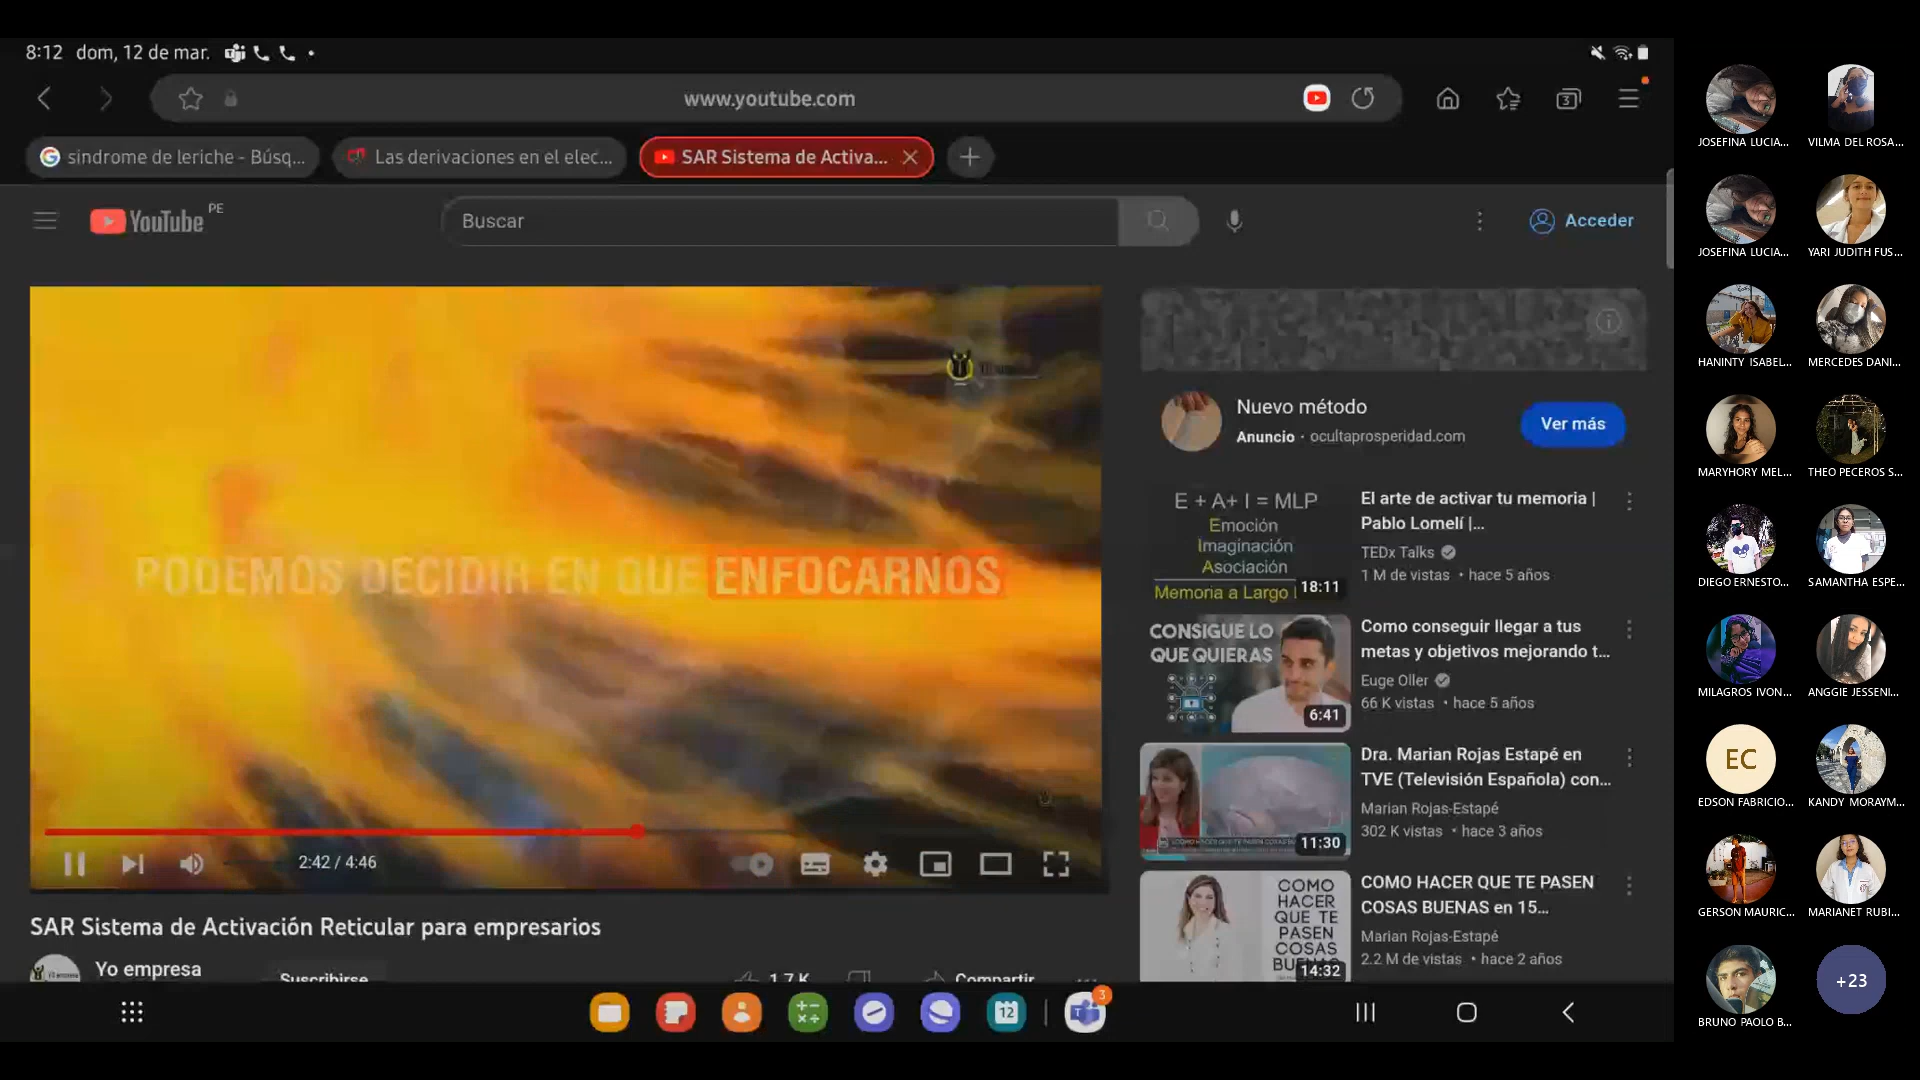 8:12 dom, 12 de mar.
www.youtube.com
3
sindrome de leriche - Búsq...
Las derivaciones en el elec...
SAR Sistema de Activa...
YouTube PE
Buscar
Acceder
PODEMOS DECIDIR EN QUE ENFOCARNOS
2:42 / 4:46
SAR Sistema de Activación Reticular para empresarios
Yo empresa
Suscribirse
1.7 K
Compartir
Nuevo método
Anuncio · ocultaprosperidad.com
Ver más
E + A+ I = MLP
Emoción
Imaginación
Asociación
Memoria a Largo
18:11
El arte de activar tu memoria |
Pablo Lomelí |...
TEDx Talks
1 M de vistas • hace 5 años
CONSIGUE LO
QUE QUIERAS
6:41
Como conseguir llegar a tus
metas y objetivos mejorando t...
Euge Oller
66 K vistas • hace 5 años
11:30
Dra. Marian Rojas Estapé en
TVE (Televisión Española) con...
Marian Rojas-Estapé
302 K vistas • hace 3 años
COMO
HACER
QUE TE
PASEN
COSAS
BUENAS
14:32
COMO HACER QUE TE PASEN
COSAS BUENAS en 15...
Marian Rojas-Estapé
2.2 M de vistas • hace 2 años
12
3
JOSEFINA LUCIA...
VILMA DEL ROSA...
JOSEFINA LUCIA...
YARI JUDITH FUS...
HANINTY ISABEL...
MERCEDES DANI...
MARYHORY MEL...
THEO PECEROS S...
DIEGO ERNESTO...
SAMANTHA ESPE...
MILAGROS IVON...
ANGGIE JESSENI...
EC
EDSON FABRICIO...
KANDY MORAYM...
GERSON MAURIC...
MARIANET RUBI...
BRUNO PAOLO B...
+23